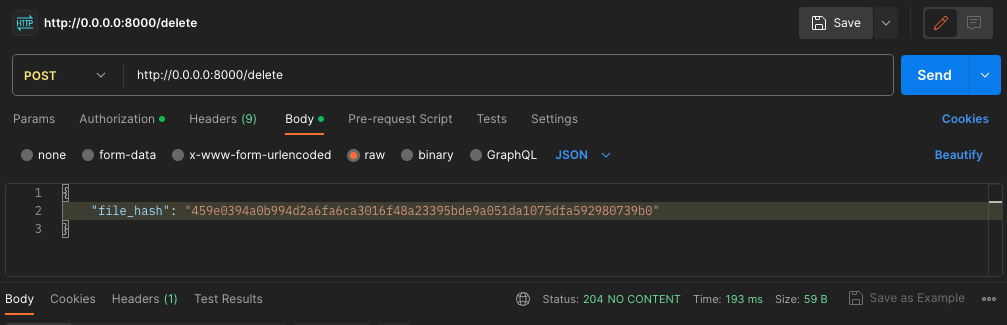 HTTP http://0.0.0.0:8000/delete Save
POST http://0.0.0.0:8000/delete Send
Params Authorization Headers (9) Body Pre-request Script Tests Settings Cookies
none form-data x-www-form-urlencoded raw binary GraphQL JSON Beautify
1 {
2 "file_hash": "459e0394a0b994d2a6fa6ca3016f48a23395bde9a051da1075dfa592980739b0"
3 }
Body Cookies Headers (1) Test Results Status: 204 NO CONTENT Time: 193 ms Size: 59 B Save as Example